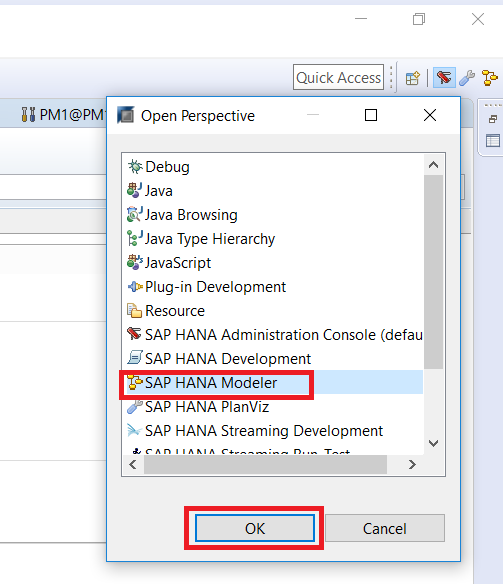 Quick Access
PM1@PM1
Open Perspective
Debug
Java
Java Browsing
Java Type Hierarchy
JavaScript
Plug-in Development
Resource
SAP HANA Administration Console (defau
SAP HANA Development
SAP HANA Modeler
SAP HANA PlanViz
SAP HANA Streaming Development
SAP HANA Streaming Run-Test
OK
Cancel